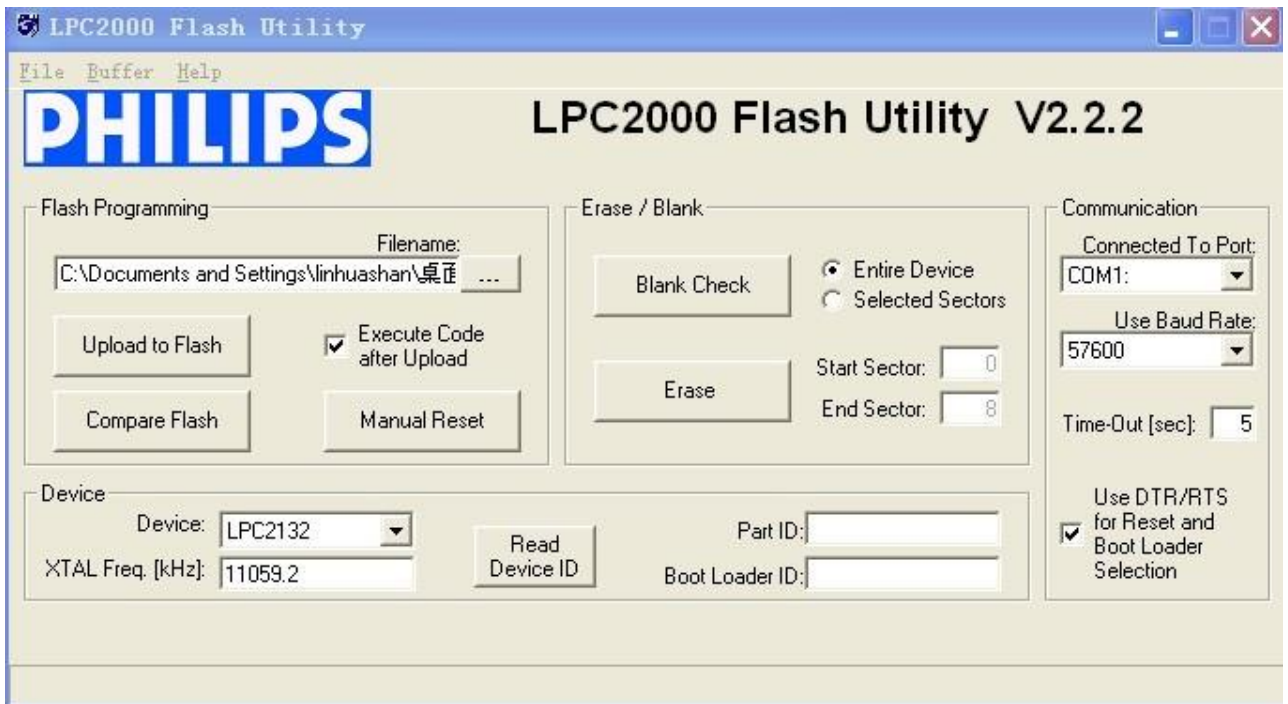 LPC2000 Flash Utility
File Buffer Help
PHILIPS
LPC2000 Flash Utility V2.2.2
Flash Programming
Filename:
C:\Documents and Settings\linhuashan\桌面
...
Upload to Flash
Execute Code
after Upload
Compare Flash
Manual Reset
Erase / Blank
Blank Check
Entire Device
Selected Sectors
Erase
Start Sector: 0
End Sector: 8
Communication
Connected To Port:
COM1:
Use Baud Rate:
57600
Time-Out [sec]: 5
Use DTR/RTS
for Reset and
Boot Loader
Selection
Device
Device: LPC2132
XTAL Freq. [kHz]: 11059.2
Read
Device ID
Part ID:
Boot Loader ID: